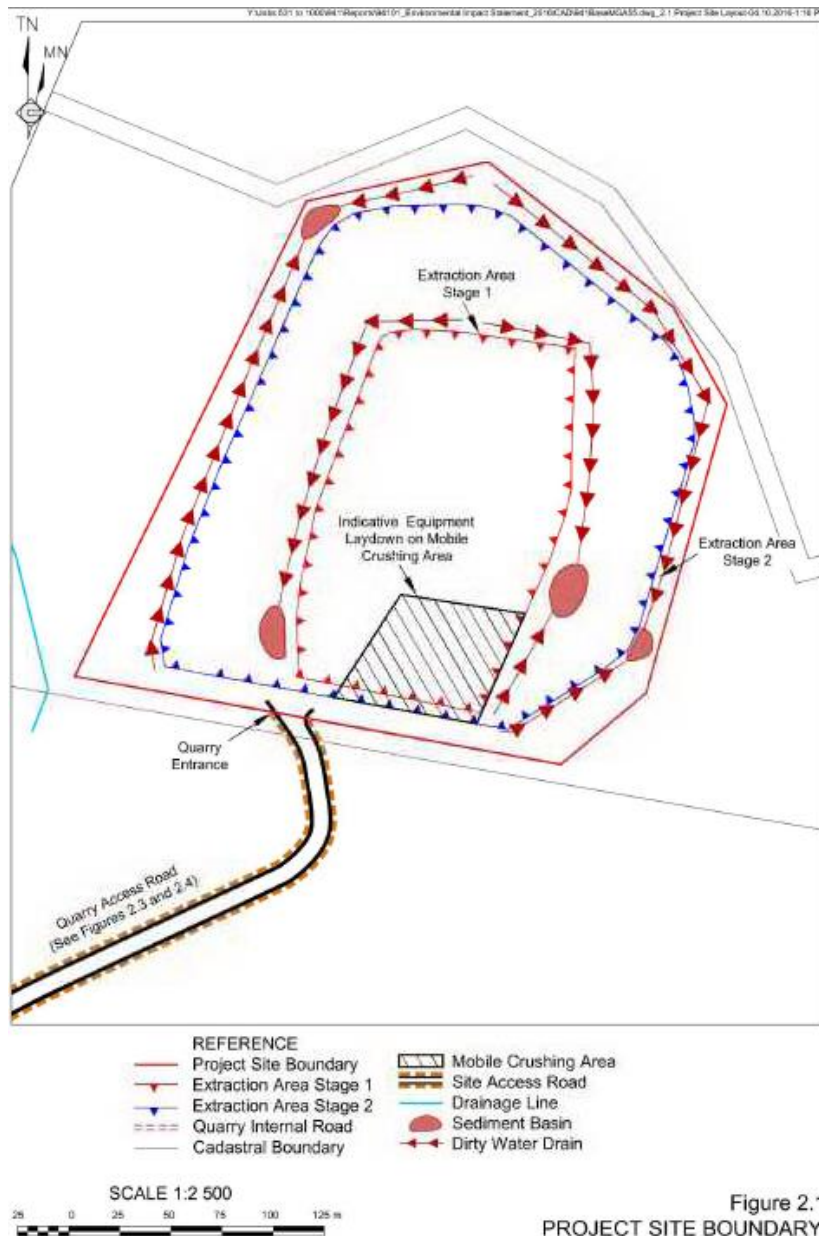 TN
MN
Extraction Area
Stage 1
Indicative Equipment
Laydown on Mobile
Crushing Area
Extraction Area
Stage 2
Quarry
Entrance
Quarry Access Road
(See Figures 2.3 and 2.4)
REFERENCE
Project Site Boundary
Extraction Area Stage 1
Extraction Area Stage 2
Quarry Internal Road
Cadastral Boundary
Mobile Crushing Area
Site Access Road
Drainage Line
Sediment Basin
Dirty Water Drain
SCALE 1:2 500
25 0 25 50 75 100 125 m
Figure 2.1
PROJECT SITE BOUNDARY